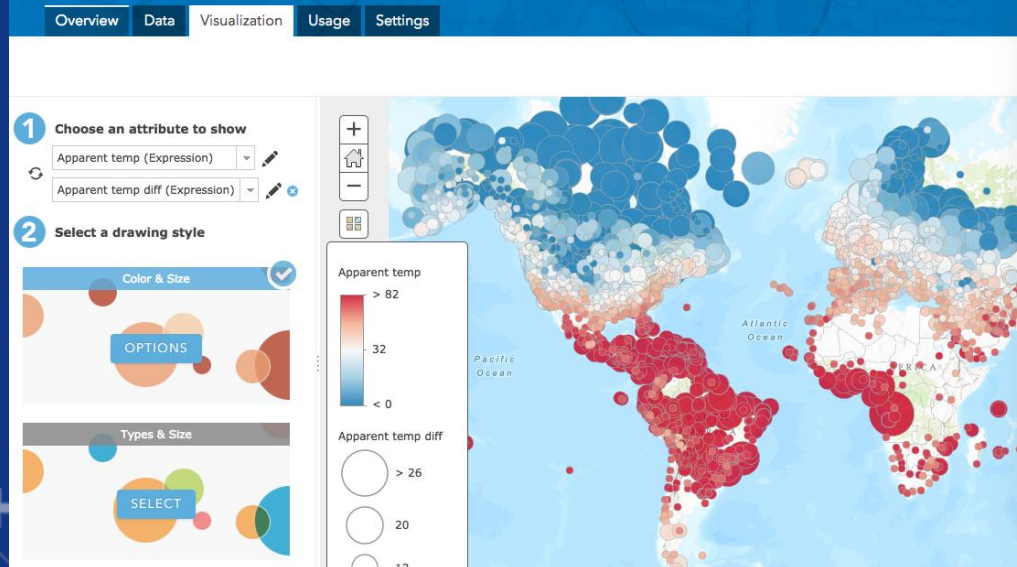 Overview Data Visualization Usage Settings
1 Choose an attribute to show
Apparent temp (Expression)
Apparent temp diff (Expression)
2 Select a drawing style
Color & Size
OPTIONS
Types & Size
SELECT
+
−
Apparent temp
> 82
32
< 0
Apparent temp diff
> 26
20
Pacific
Ocean
Atlantic
Ocean